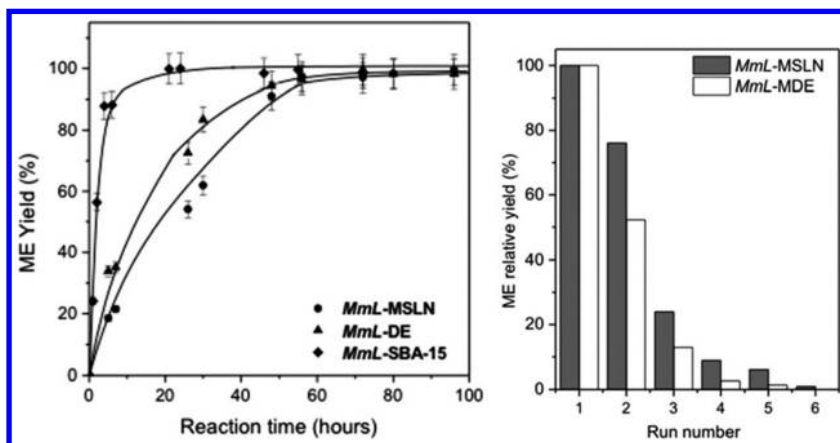 ME Yield (%)
120
100
80
60
40
20
0
0 20 40 60 80 100
Reaction time (hours)
MmL-MSLN
MmL-DE
MmL-SBA-15
ME relative yield (%)
100
80
60
40
20
0
1 2 3 4 5 6
Run number
MmL-MSLN
MmL-MDE